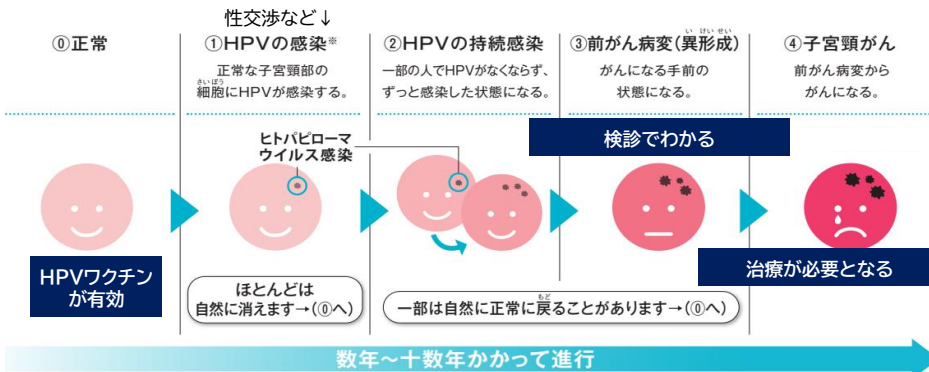 性交渉など↓
⓪正常
①HPVの感染※
正常な子宮頸部の
細胞にHPVが感染する。
さいぼう
②HPVの持続感染
一部の人でHPVがなくならず、
ずっと感染した状態になる。
③前がん病変(異形成)
い けい せい
がんになる手前の
状態になる。
④子宮頸がん
前がん病変から
がんになる。
ヒトパピローマ
ウイルス感染
検診でわかる
HPVワクチン
が有効
治療が必要となる
ほとんどは
自然に消えます→(⓪へ)
一部は自然に正常に戻ることがあります→(⓪へ)
もど
数年～十数年かかって進行